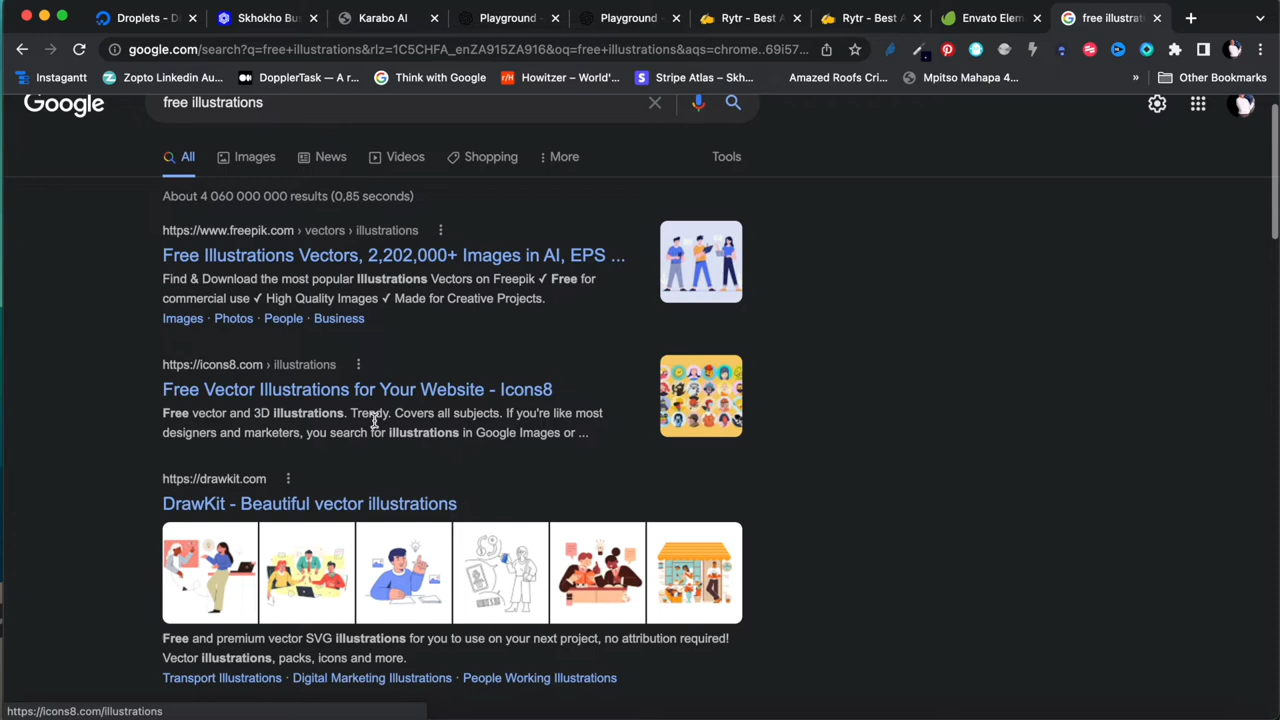 Droplets - Di
Skhokho Bus
Karabo AI
Playground -
Playground -
Rytr - Best A
Rytr - Best A
Envato Elem
free illustrati
google.com/search?q=free+illustrations&rlz=1C5CHFA_enZA915ZA916&oq=free+illustrations&aqs=chrome..69i57...
Instagantt
Zopto Linkedin Au...
DopplerTask — A r...
Think with Google
r/H
Howitzer – World'...
Stripe Atlas – Skh...
Amazed Roofs Cri...
Mpitso Mahapa 4...
»
Other Bookmarks
Google
free illustrations
All
Images
News
Videos
Shopping
More
Tools
About 4 060 000 000 results (0,85 seconds)
https://www.freepik.com › vectors › illustrations
Free Illustrations Vectors, 2,202,000+ Images in AI, EPS ...
Find & Download the most popular Illustrations Vectors on Freepik ✓ Free for
commercial use ✓ High Quality Images ✓ Made for Creative Projects.
Images · Photos · People · Business
https://icons8.com › illustrations
Free Vector Illustrations for Your Website - Icons8
Free vector and 3D illustrations. Trendy. Covers all subjects. If you're like most
designers and marketers, you search for illustrations in Google Images or ...
https://drawkit.com
DrawKit - Beautiful vector illustrations
Free and premium vector SVG illustrations for you to use on your next project, no attribution required!
Vector illustrations, packs, icons and more.
Transport Illustrations · Digital Marketing Illustrations · People Working Illustrations
https://icons8.com/illustrations